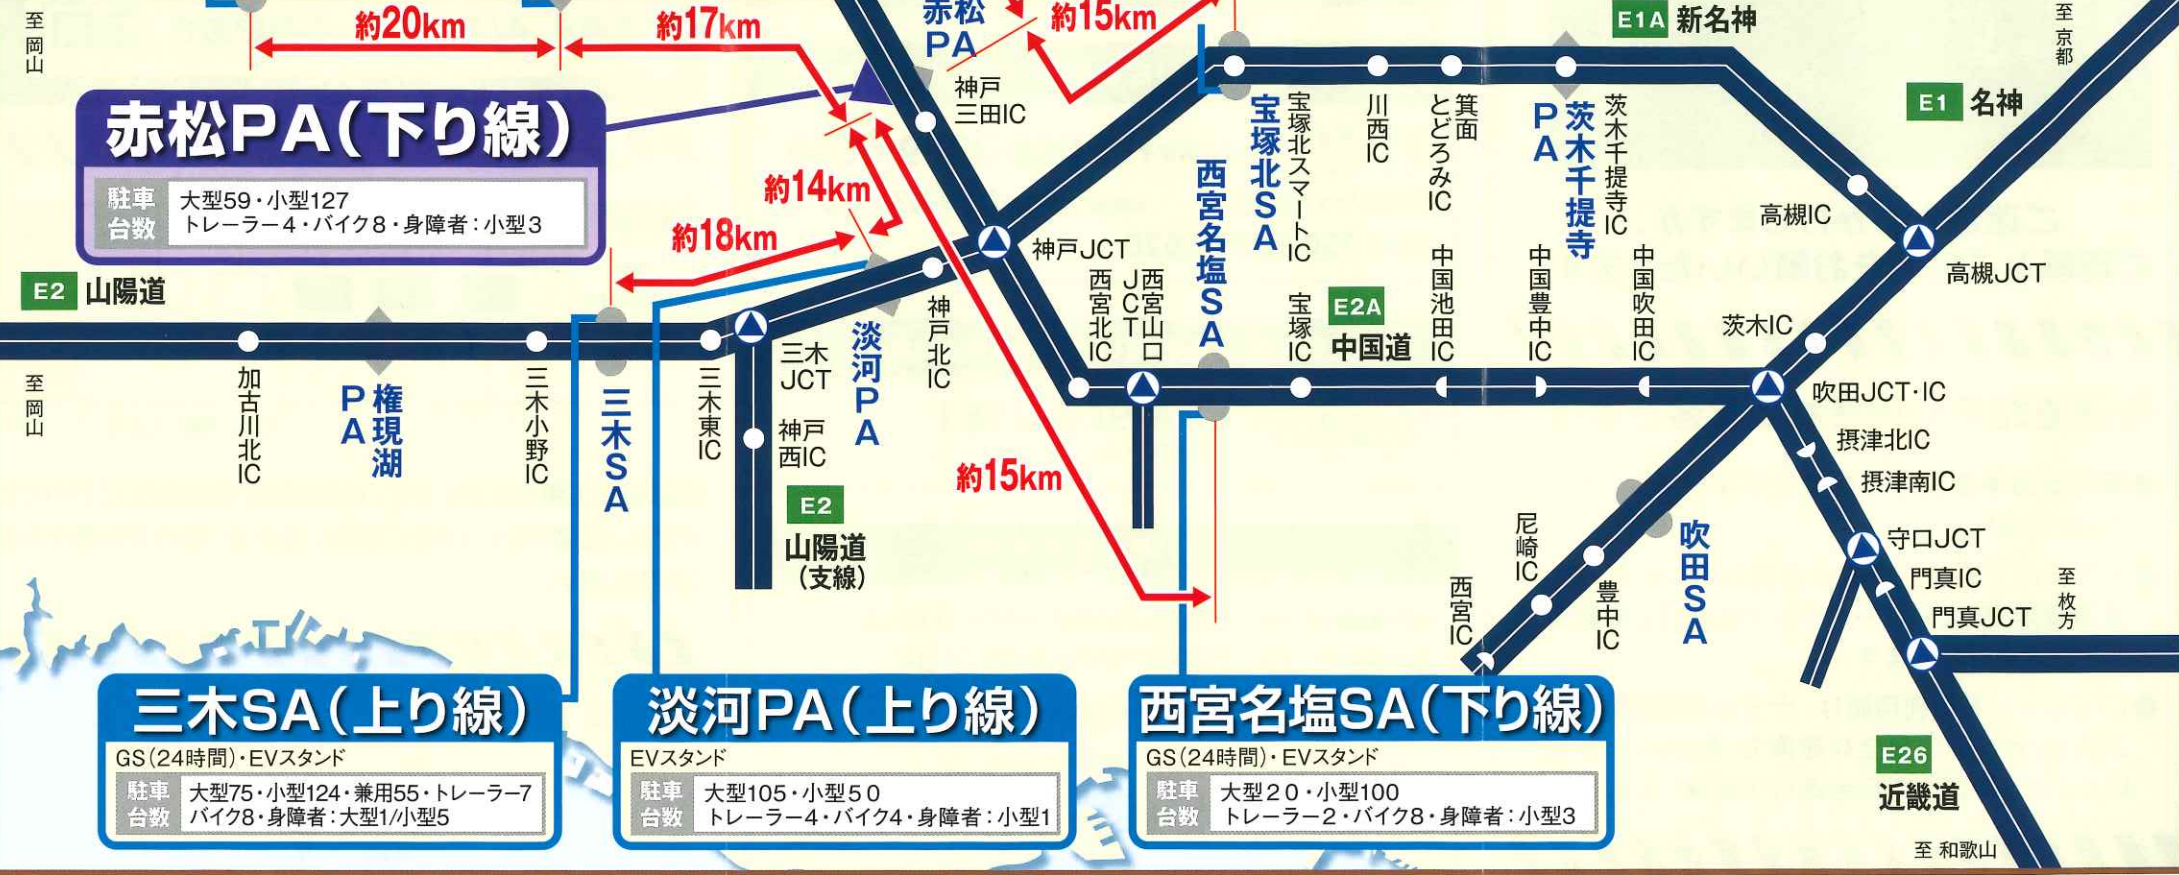 至 岡山
約20km
約17km
赤松
PA
約15km
E1A 新名神
至 京都
神戸
三田IC
E1 名神
赤松PA（下り線）
駐車
台数
大型59・小型127
トレーラー4・バイク8・身障者：小型3
約14km
約18km
宝塚北SA
宝塚北スマートIC
川西IC
箕面
とどろみIC
茨木千提寺
PA
茨木千提寺IC
高槻IC
高槻JCT
E2 山陽道
神戸JCT
西宮北IC
西宮山口
JCT
西宮名塩SA
宝塚IC
E2A
中国道
中国池田IC
中国豊中IC
中国吹田IC
茨木IC
吹田JCT・IC
至 岡山
加古川北IC
権現湖
PA
三木小野IC
三木SA
三木東IC
三木
JCT
神戸
西IC
淡河PA
神戸北IC
E2
山陽道
（支線）
約15km
摂津北IC
摂津南IC
守口JCT
門真IC
門真JCT
至 枚方
尼崎IC
西宮IC
豊中IC
吹田SA
三木SA（上り線）
GS（24時間）・EVスタンド
駐車
台数
大型75・小型124・兼用55・トレーラー7
バイク8・身障者：大型1/小型5
淡河PA（上り線）
EVスタンド
駐車
台数
大型105・小型50
トレーラー4・バイク4・身障者：小型1
西宮名塩SA（下り線）
GS（24時間）・EVスタンド
駐車
台数
大型20・小型100
トレーラー2・バイク8・身障者：小型3
E26
近畿道
至 和歌山